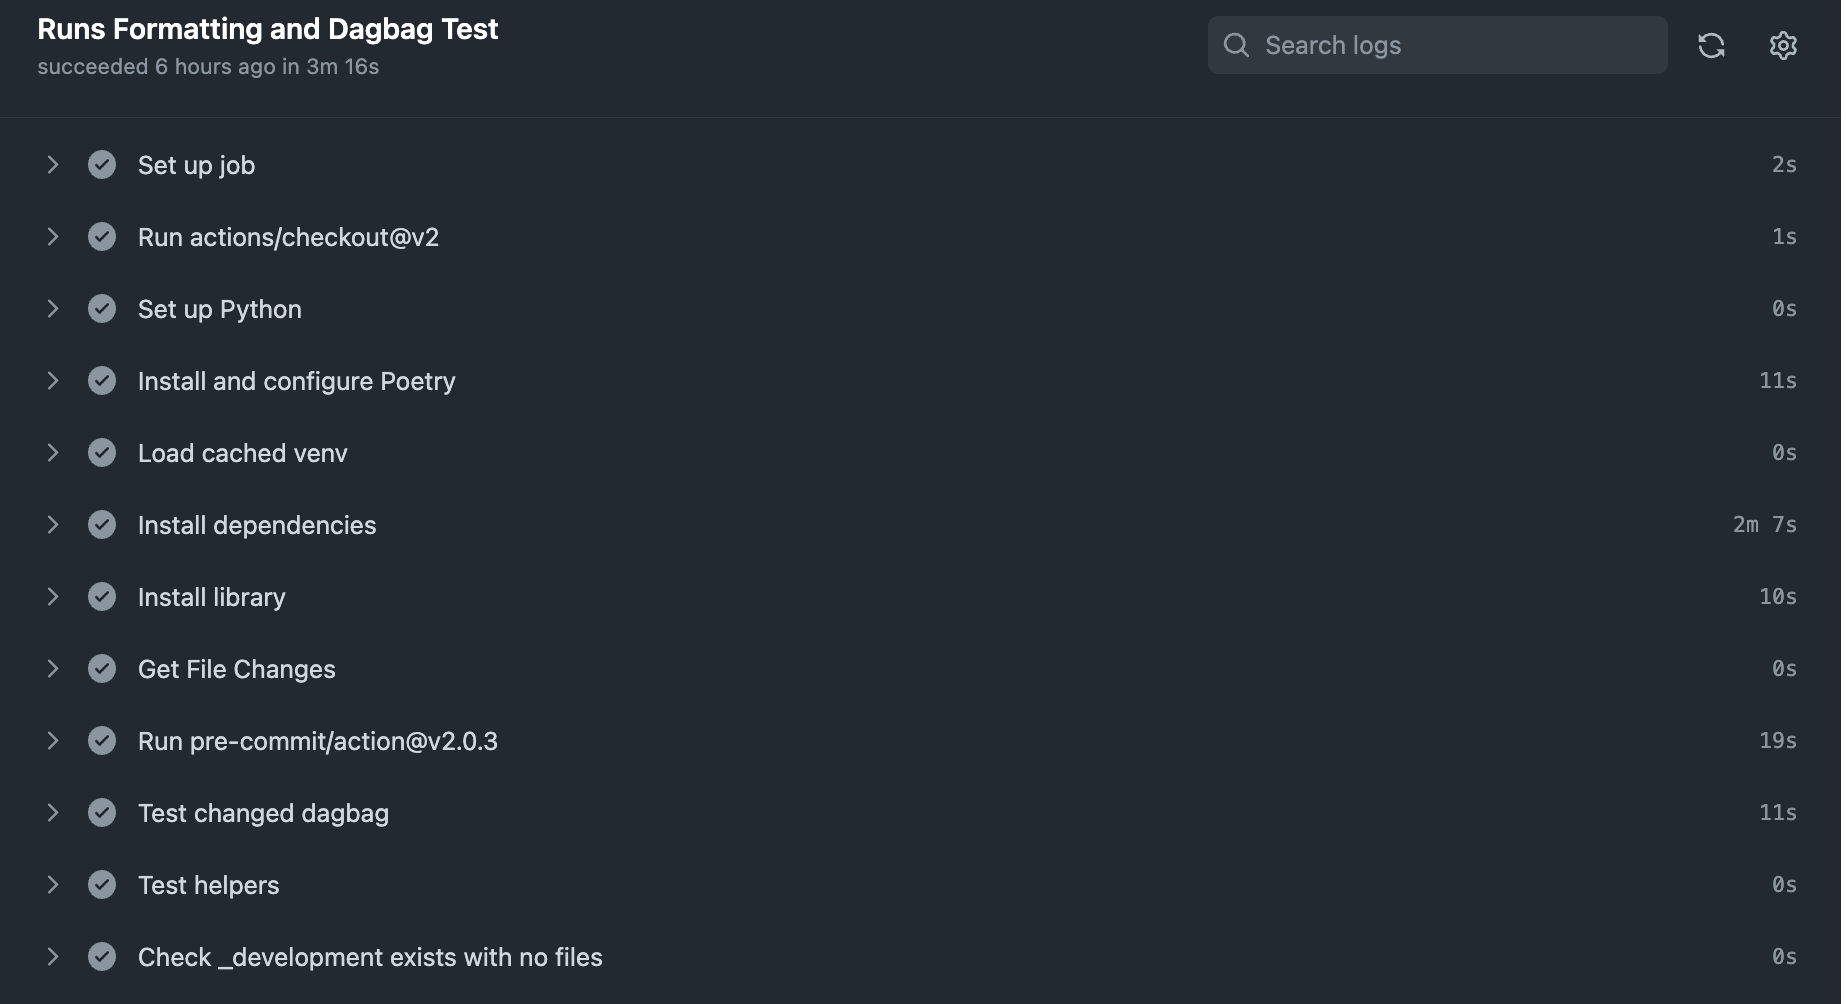 Runs Formatting and Dagbag Test
succeeded 6 hours ago in 3m 16s
Search logs
Set up job 2s
Run actions/checkout@v2 1s
Set up Python 0s
Install and configure Poetry 11s
Load cached venv 0s
Install dependencies 2m 7s
Install library 10s
Get File Changes 0s
Run pre-commit/action@v2.0.3 19s
Test changed dagbag 11s
Test helpers 0s
Check _development exists with no files 0s